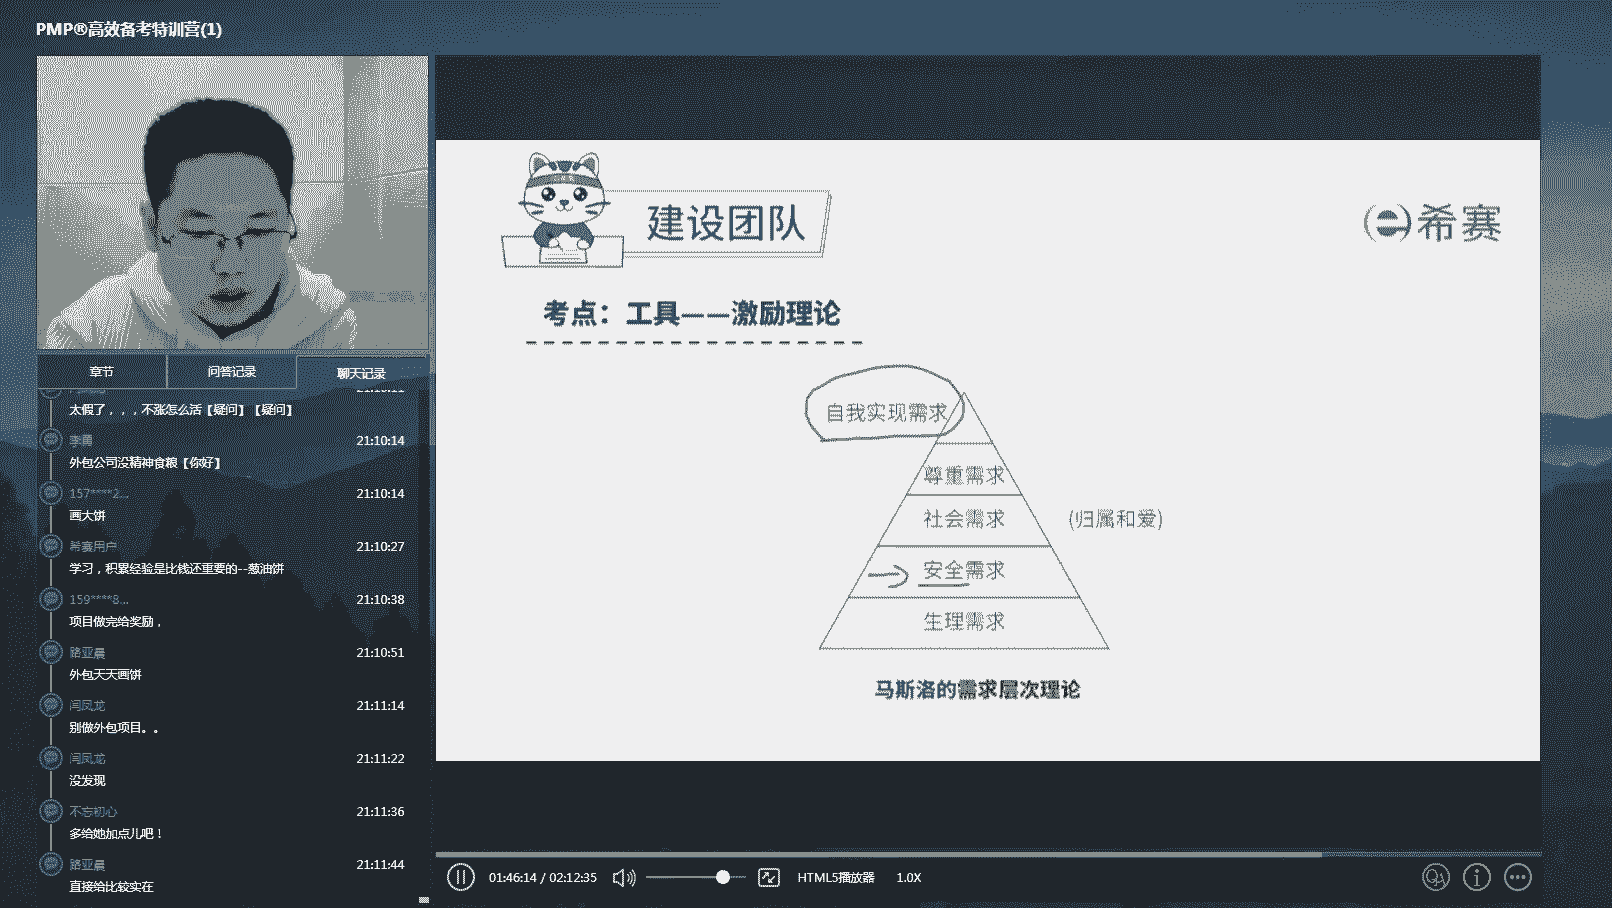 PMP®高效备考特训营(1)
章节
问答记录
聊天记录
太假了，，，不涨怎么活【疑问】【疑问】
李勇
21:10:14
外包公司没精神食粮【你好】
157****2...
21:10:14
画大饼
希赛用户
21:10:27
学习，积累经验是比钱还重要的--葱油饼
159****8...
21:10:38
项目做完给奖励，
路亚晨
21:10:51
外包天天画饼
闫凤龙
21:11:14
别做外包项目。。
闫凤龙
21:11:22
没发现
不忘初心
21:11:36
多给她加点儿吧！
路亚晨
21:11:44
直接给比较实在
建设团队
希赛
考点：工具——激励理论
自我实现需求
尊重需求
社会需求
(归属和爱)
安全需求
生理需求
马斯洛的需求层次理论
01:46:14 / 02:12:35
HTML5播放器
1.0X